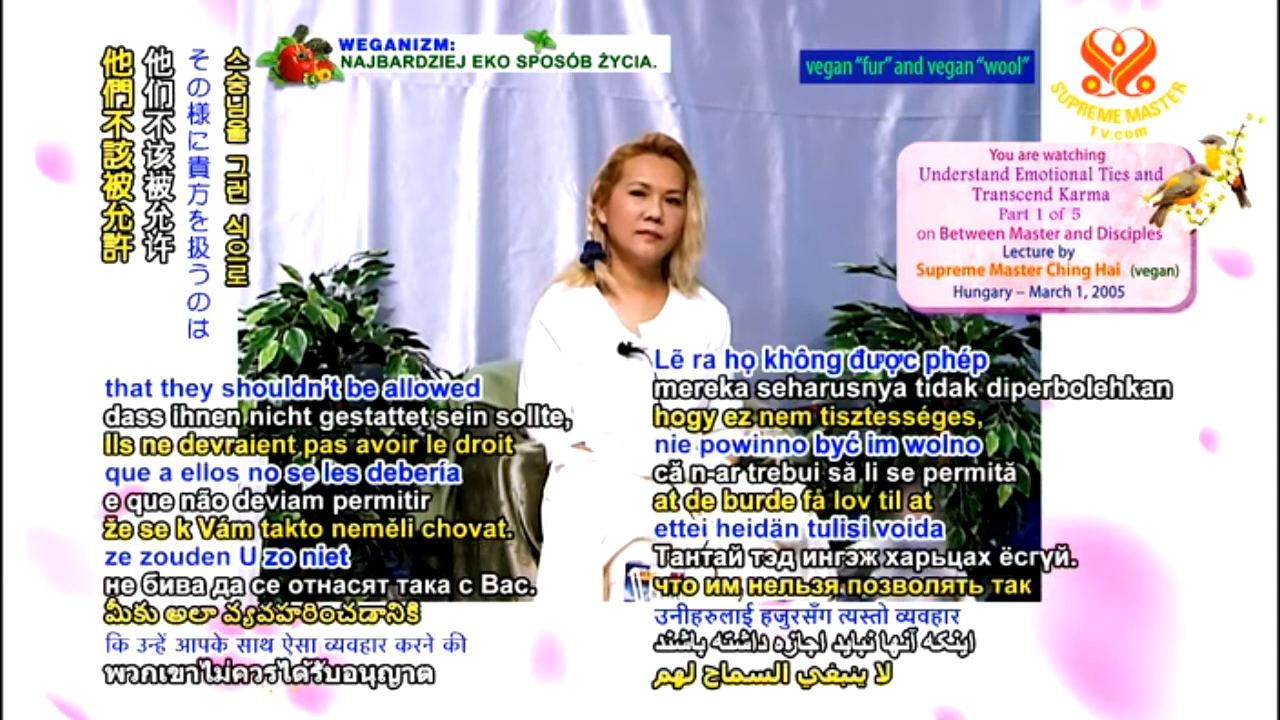 他們不該被允許
他们不该被允许
その様に貴方を扱うのは
스승님을 그런 식으로
WEGANIZM:
NAJBARDZIEJ EKO SPOSÓB ŻYCIA.
vegan “fur” and vegan “wool”
SUPREME MASTER
TV.com
You are watching
Understand Emotional Ties and
Transcend Karma
Part 1 of 5
on Between Master and Disciples
Lecture by
Supreme Master Ching Hai (vegan)
Hungary – March 1, 2005
that they shouldn't be allowed
dass ihnen nicht gestattet sein sollte,
Ils ne devraient pas avoir le droit
que a ellos no se les debería
e que não deviam permitir
že se k Vám takto neměli chovat.
ze zouden U zo niet
не бива да се отнасят така с Вас.
మీకు అలా వ్యవహరించడానికి
कि उन्हें आपके साथ ऐसा व्यवहार करने की
พวกเขาไม่ควรได้รับอนุญาต
Lẽ ra họ không được phép
mereka seharusnya tidak diperbolehkan
hogy ez nem tisztességes,
nie powinno być im wolno
că n-ar trebui să li se permită
at de burde få lov til at
ettei heidän tulisi voida
Тантай тэд ингэж харьцах ёсгүй.
что им нельзя позволять так
उनीहरुलाई हजुरसँग त्यस्तो व्यवहार
اینکه آنها نباید اجازه داشته باشند
لا ينبغي السماح لهم